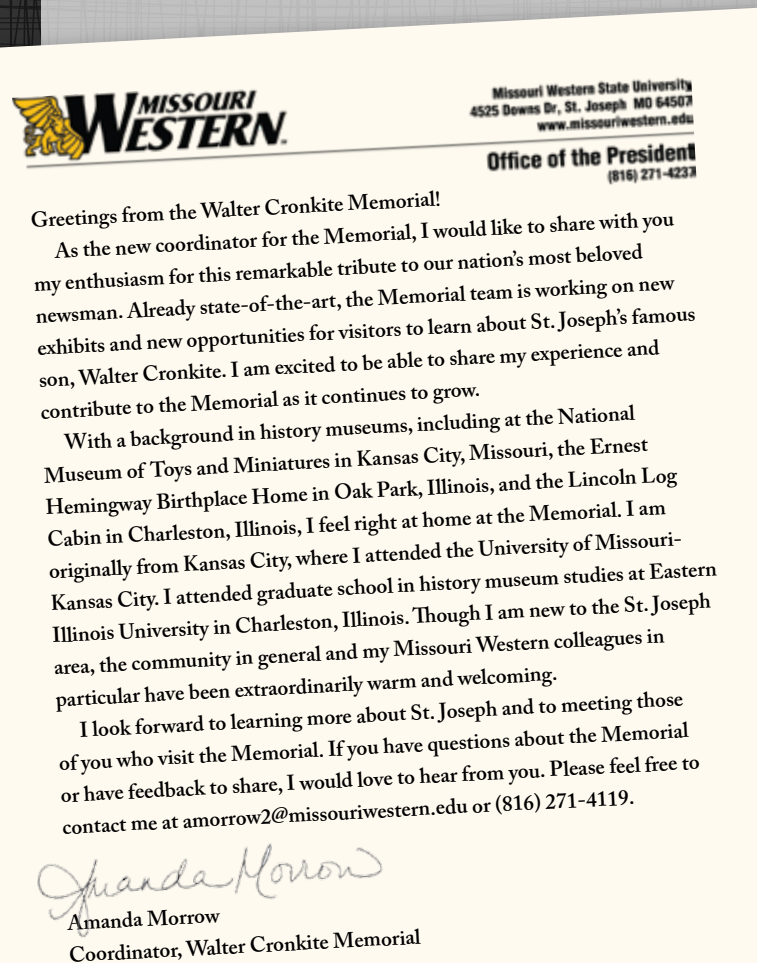 MISSOURI
WESTERN.
Missouri Western State University
4525 Downs Dr, St. Joseph MO 64507
www.missouriwestern.edu
Office of the President
(816) 271-4237
Greetings from the Walter Cronkite Memorial!
As the new coordinator for the Memorial, I would like to share with you
my enthusiasm for this remarkable tribute to our nation’s most beloved
newsman. Already state-of-the-art, the Memorial team is working on new
exhibits and new opportunities for visitors to learn about St. Joseph’s famous
son, Walter Cronkite. I am excited to be able to share my experience and
contribute to the Memorial as it continues to grow.
With a background in history museums, including at the National
Museum of Toys and Miniatures in Kansas City, Missouri, the Ernest
Hemingway Birthplace Home in Oak Park, Illinois, and the Lincoln Log
Cabin in Charleston, Illinois, I feel right at home at the Memorial. I am
originally from Kansas City, where I attended the University of Missouri-
Kansas City. I attended graduate school in history museum studies at Eastern
Illinois University in Charleston, Illinois. Though I am new to the St. Joseph
area, the community in general and my Missouri Western colleagues in
particular have been extraordinarily warm and welcoming.
I look forward to learning more about St. Joseph and to meeting those
of you who visit the Memorial. If you have questions about the Memorial
or have feedback to share, I would love to hear from you. Please feel free to
contact me at amorrow2@missouriwestern.edu or (816) 271-4119.
Amanda Morrow
Amanda Morrow
Coordinator, Walter Cronkite Memorial